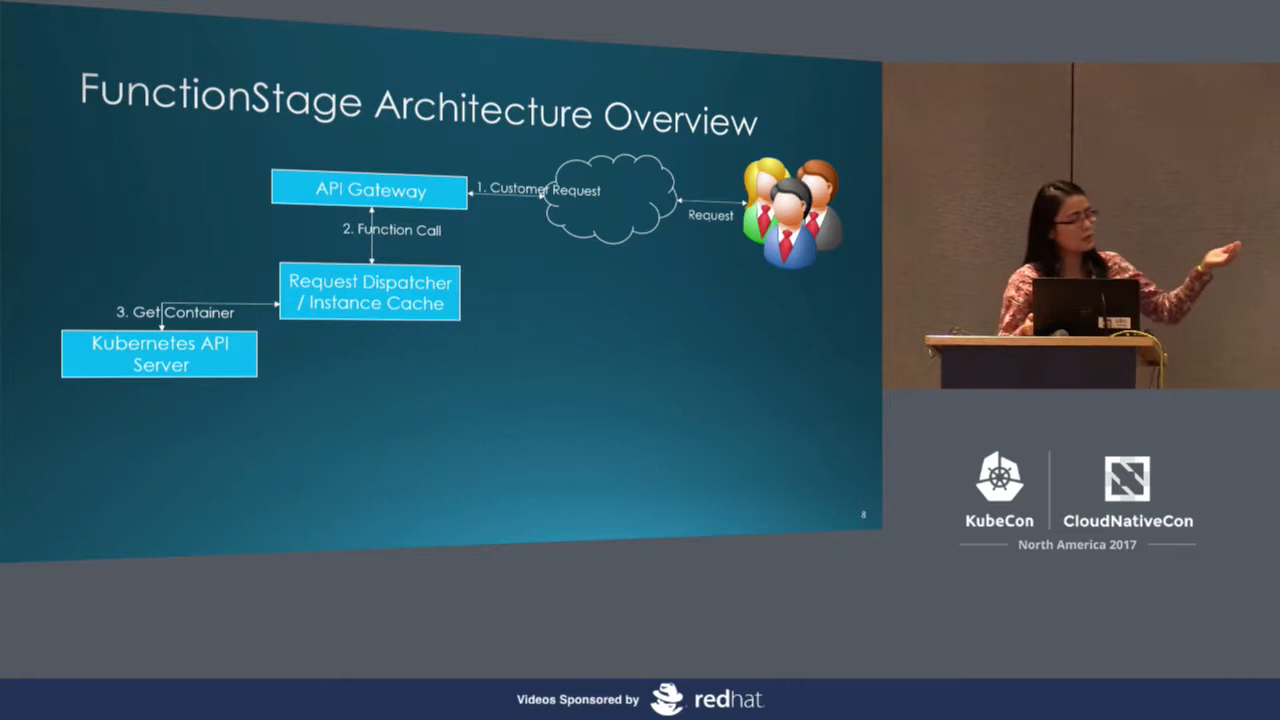 FunctionStage Architecture Overview
API Gateway
1. Customer Request
Request
2. Function Call
Request Dispatcher
/ Instance Cache
3. Get Container
Kubernetes API
Server
8
KubeCon
CloudNativeCon
North America 2017
Videos Sponsored by
redhat